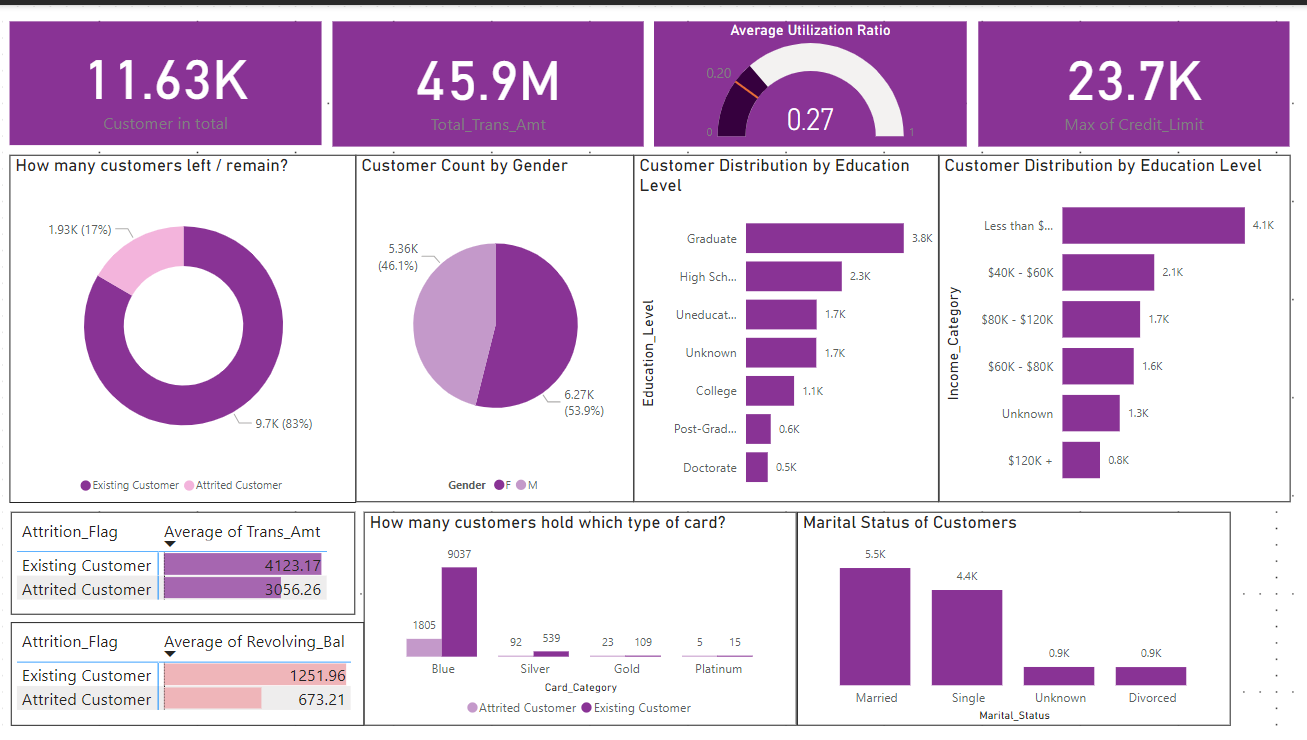 11.63K
Customer in total
45.9M
Total_Trans_Amt
Average Utilization Ratio
0.20
0.27
0
1
23.7K
Max of Credit_Limit
How many customers left / remain?
1.93K (17%)
9.7K (83%)
Existing Customer Attrited Customer
Customer Count by Gender
5.36K
(46.1%)
6.27K
(53.9%)
Gender F M
Customer Distribution by Education
Level
Education_Level
Graduate 3.8K
High Sch... 2.3K
Uneducat... 1.7K
Unknown 1.7K
College 1.1K
Post-Grad... 0.6K
Doctorate 0.5K
Customer Distribution by Education Level
Income_Category
Less than $... 4.1K
$40K - $60K 2.1K
$80K - $120K 1.7K
$60K - $80K 1.6K
Unknown 1.3K
$120K + 0.8K
Attrition_Flag Average of Trans_Amt
Existing Customer 4123.17
Attrited Customer 3056.26
Attrition_Flag Average of Revolving_Bal
Existing Customer 1251.96
Attrited Customer 673.21
How many customers hold which type of card?
9037
1805
92 539
23 109
5 15
Blue Silver Gold Platinum
Card_Category
Attrited Customer Existing Customer
Marital Status of Customers
5.5K
4.4K
0.9K 0.9K
Married Single Unknown Divorced
Marital_Status